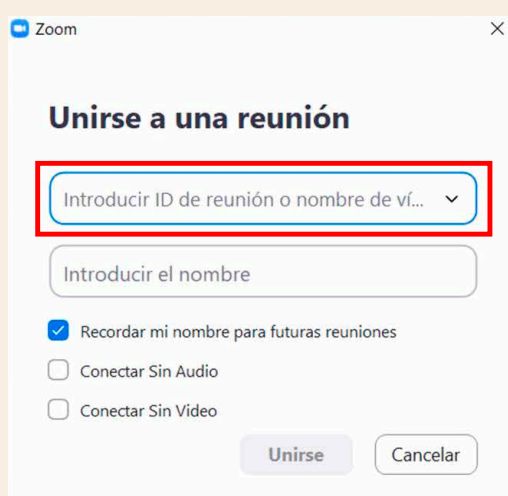 Zoom
Unirse a una reunión
Introducir ID de reunión o nombre de ví...
Introducir el nombre
Recordar mi nombre para futuras reuniones
Conectar Sin Audio
Conectar Sin Video
Unirse Cancelar